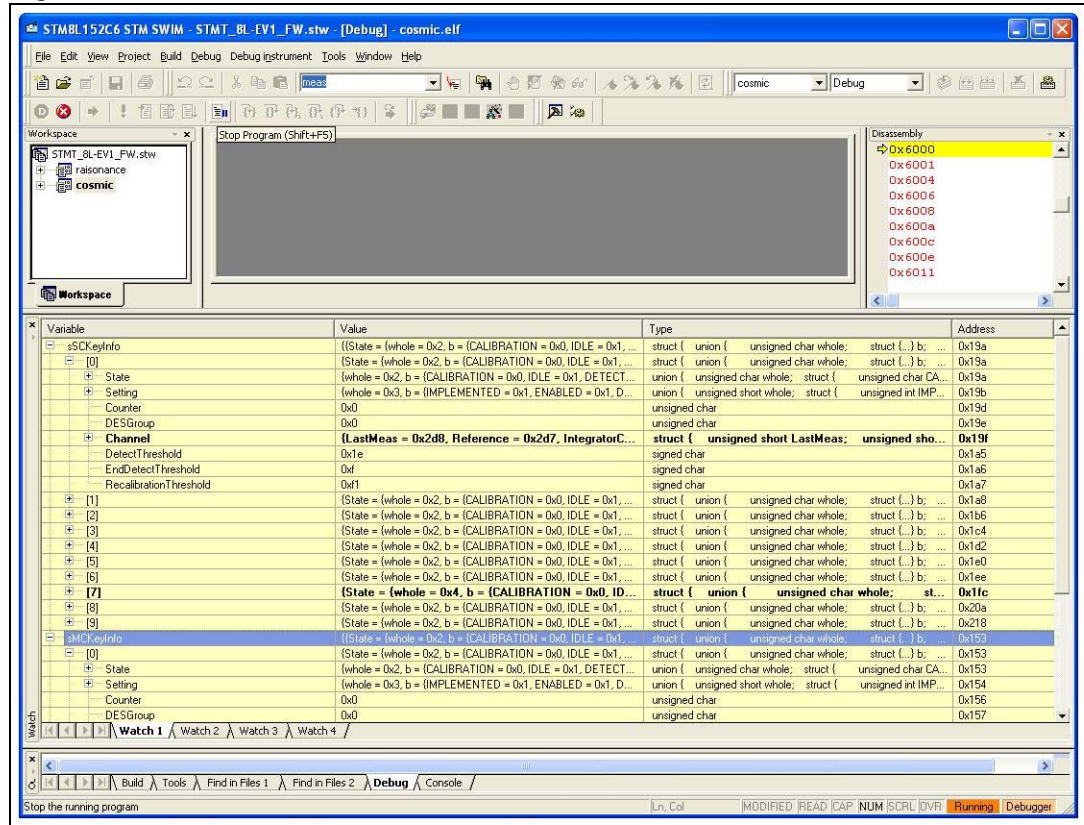 STM8L152C6 STM SWIM - STMT_8L-EV1_FW.stw - [Debug] - cosmic.elf
File Edit View Project Build Debug Debug instrument Tools Window Help
meas cosmic Debug
Stop Program (Shift+F5)
Workspace
STMT_8L-EV1_FW.stw
raisonance
cosmic
Workspace
Disassembly
0x6000
0x6001
0x6004
0x6006
0x6008
0x600a
0x600c
0x600e
0x6011
Variable Value Type Address
sSCKeyInfo {{State = {whole = 0x2, b = {CALIBRATION = 0x0, IDLE = 0x1, ... struct { union { unsigned char whole; struct {...} b; ... 0x19a
[0] {State = {whole = 0x2, b = {CALIBRATION = 0x0, IDLE = 0x1, ... struct { union { unsigned char whole; struct {...} b; ... 0x19a
State {whole = 0x2, b = {CALIBRATION = 0x0, IDLE = 0x1, DETECT... union { unsigned char whole; struct { unsigned char CA... 0x19a
Setting {whole = 0x3, b = {IMPLEMENTED = 0x1, ENABLED = 0x1, D... union { unsigned short whole; struct { unsigned int IMP... 0x19b
Counter 0x0 unsigned char 0x19d
DESGroup 0x0 unsigned char 0x19e
Channel {LastMeas = 0x2d8, Reference = 0x2d7, IntegratorC... struct { unsigned short LastMeas; unsigned sho... 0x19f
DetectThreshold 0x1e signed char 0x1a5
EndDetectThreshold 0xf signed char 0x1a6
RecalibrationThreshold 0xf1 signed char 0x1a7
[1] {State = {whole = 0x2, b = {CALIBRATION = 0x0, IDLE = 0x1, ... struct { union { unsigned char whole; struct {...} b; ... 0x1a8
[2] {State = {whole = 0x2, b = {CALIBRATION = 0x0, IDLE = 0x1, ... struct { union { unsigned char whole; struct {...} b; ... 0x1b6
[3] {State = {whole = 0x2, b = {CALIBRATION = 0x0, IDLE = 0x1, ... struct { union { unsigned char whole; struct {...} b; ... 0x1c4
[4] {State = {whole = 0x2, b = {CALIBRATION = 0x0, IDLE = 0x1, ... struct { union { unsigned char whole; struct {...} b; ... 0x1d2
[5] {State = {whole = 0x2, b = {CALIBRATION = 0x0, IDLE = 0x1, ... struct { union { unsigned char whole; struct {...} b; ... 0x1e0
[6] {State = {whole = 0x2, b = {CALIBRATION = 0x0, IDLE = 0x1, ... struct { union { unsigned char whole; struct {...} b; ... 0x1ee
[7] {State = {whole = 0x4, b = {CALIBRATION = 0x0, ID... struct { union { unsigned char whole; st... 0x1fc
[8] {State = {whole = 0x2, b = {CALIBRATION = 0x0, IDLE = 0x1, ... struct { union { unsigned char whole; struct {...} b; ... 0x20a
[9] {State = {whole = 0x2, b = {CALIBRATION = 0x0, IDLE = 0x1, ... struct { union { unsigned char whole; struct {...} b; ... 0x218
sMCKeyInfo {{State = {whole = 0x2, b = {CALIBRATION = 0x0, IDLE = 0x1, ... struct { union { unsigned char whole; struct {...} b; ... 0x153
[0] {State = {whole = 0x2, b = {CALIBRATION = 0x0, IDLE = 0x1, ... struct { union { unsigned char whole; struct {...} b; ... 0x153
State {whole = 0x2, b = {CALIBRATION = 0x0, IDLE = 0x1, DETECT... union { unsigned char whole; struct { unsigned char CA... 0x153
Setting {whole = 0x3, b = {IMPLEMENTED = 0x1, ENABLED = 0x1, D... union { unsigned short whole; struct { unsigned int IMP... 0x154
Counter 0x0 unsigned char 0x156
DESGroup 0x0 unsigned char 0x157
Watch
Watch 1 Watch 2 Watch 3 Watch 4
Build Tools Find in Files 1 Find in Files 2 Debug Console
Stop the running program Ln, Col MODIFIED READ CAP NUM SCRL OVR Running Debugger